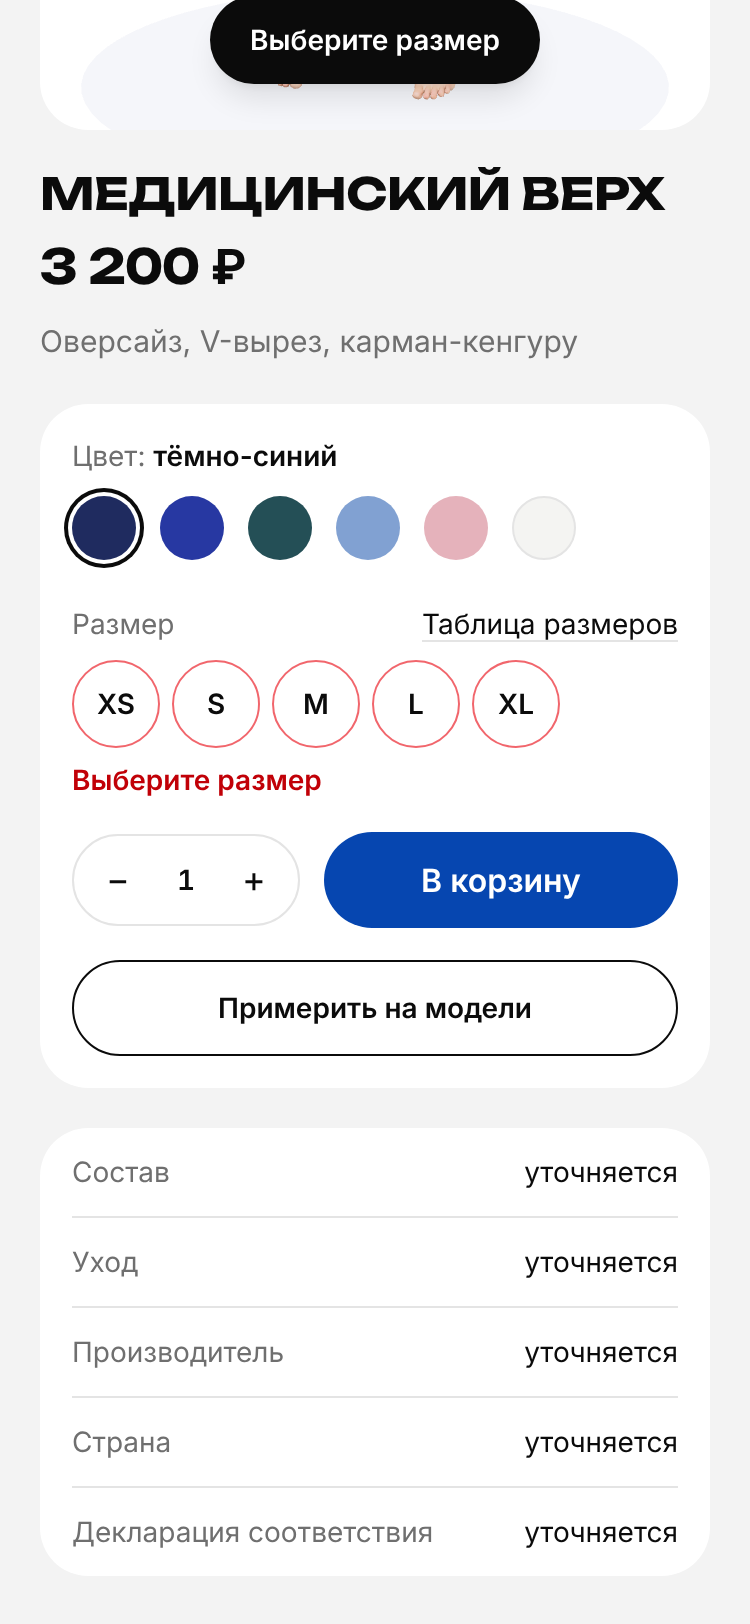 Выберите размер
МЕДИЦИНСКИЙ ВЕРХ
3 200 ₽
Оверсайз, V-вырез, карман-кенгуру
Цвет: тёмно-синий
Размер Таблица размеров
XS S M L XL
Выберите размер
− 1 + В корзину
Примерить на модели
Состав уточняется
Уход уточняется
Производитель уточняется
Страна уточняется
Декларация соответствия уточняется